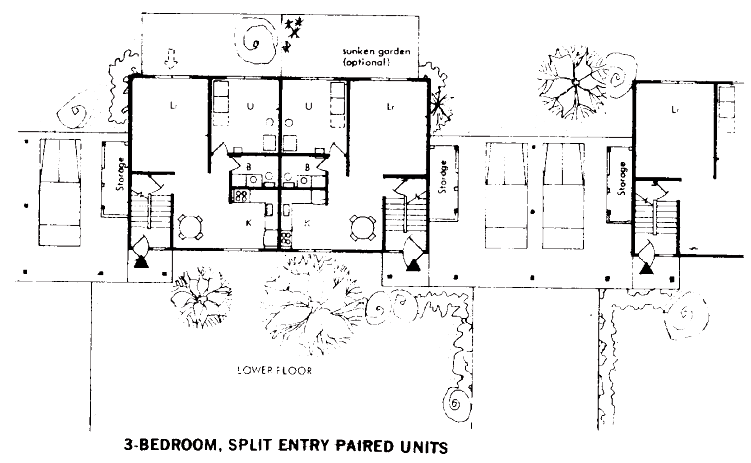 sunken garden
(optional)
Lr
U
U
Lr
Lr
Storage
B
B
Storage
Storage
K
K
LOWER FLOOR
3-BEDROOM, SPLIT ENTRY PAIRED UNITS